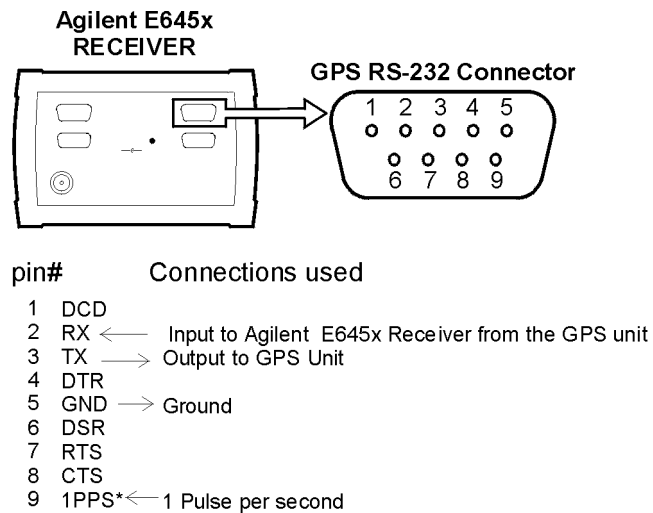 Agilent E645x
RECEIVER
GPS RS-232 Connector
1 2 3 4 5
6 7 8 9
pin# Connections used
1 DCD
2 RX Input to Agilent E645x Receiver from the GPS unit
3 TX Output to GPS Unit
4 DTR
5 GND Ground
6 DSR
7 RTS
8 CTS
9 1PPS* 1 Pulse per second